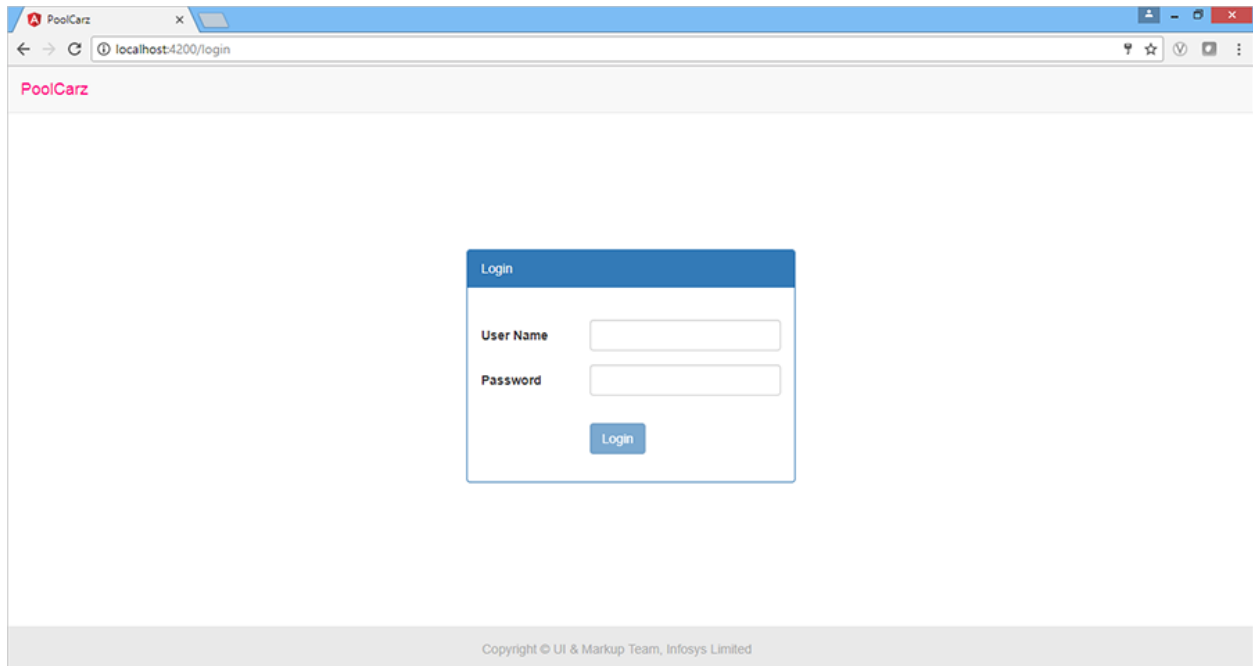 PoolCarz
localhost:4200/login
PoolCarz
Login
User Name
Password
Login
Copyright © UI & Markup Team, Infosys Limited